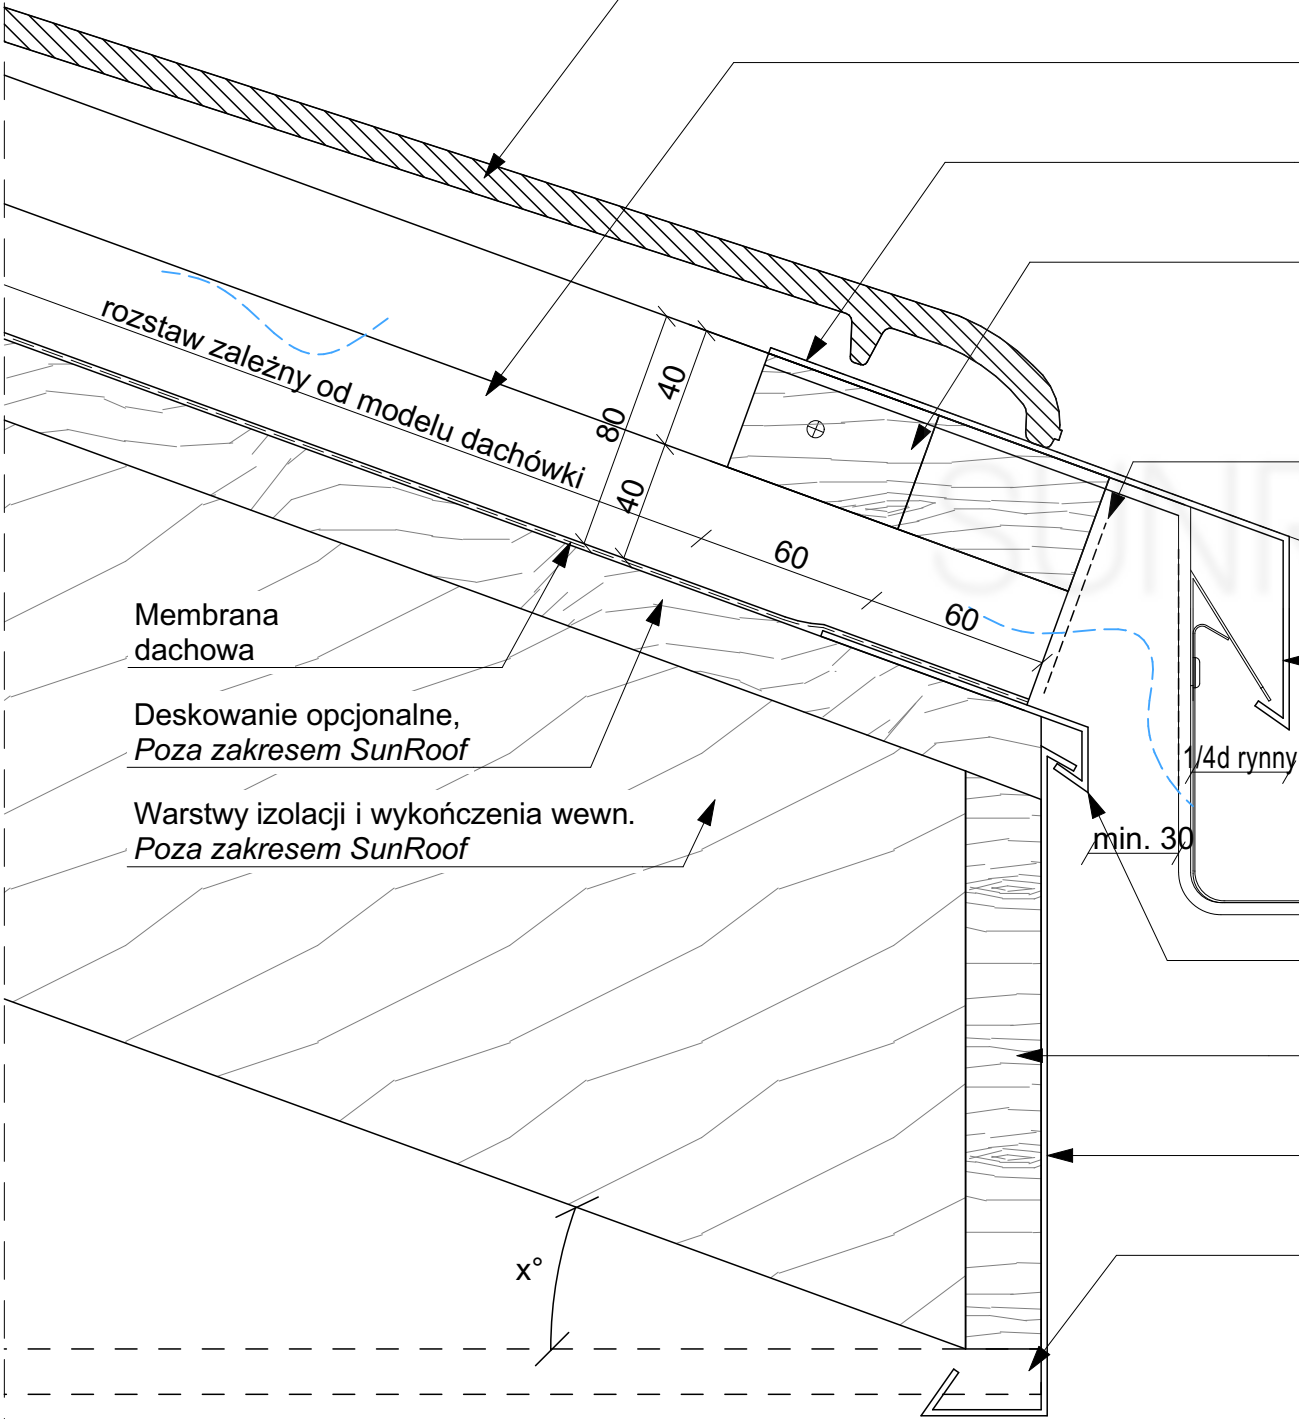 rozstaw zależny od modelu dachówki
80
40
40
60
60
Membrana
dachowa
Deskowanie opcjonalne,
Poza zakresem SunRoof
Warstwy izolacji i wykończenia wewn.
Poza zakresem SunRoof
1/4d rynny
min. 30
x°